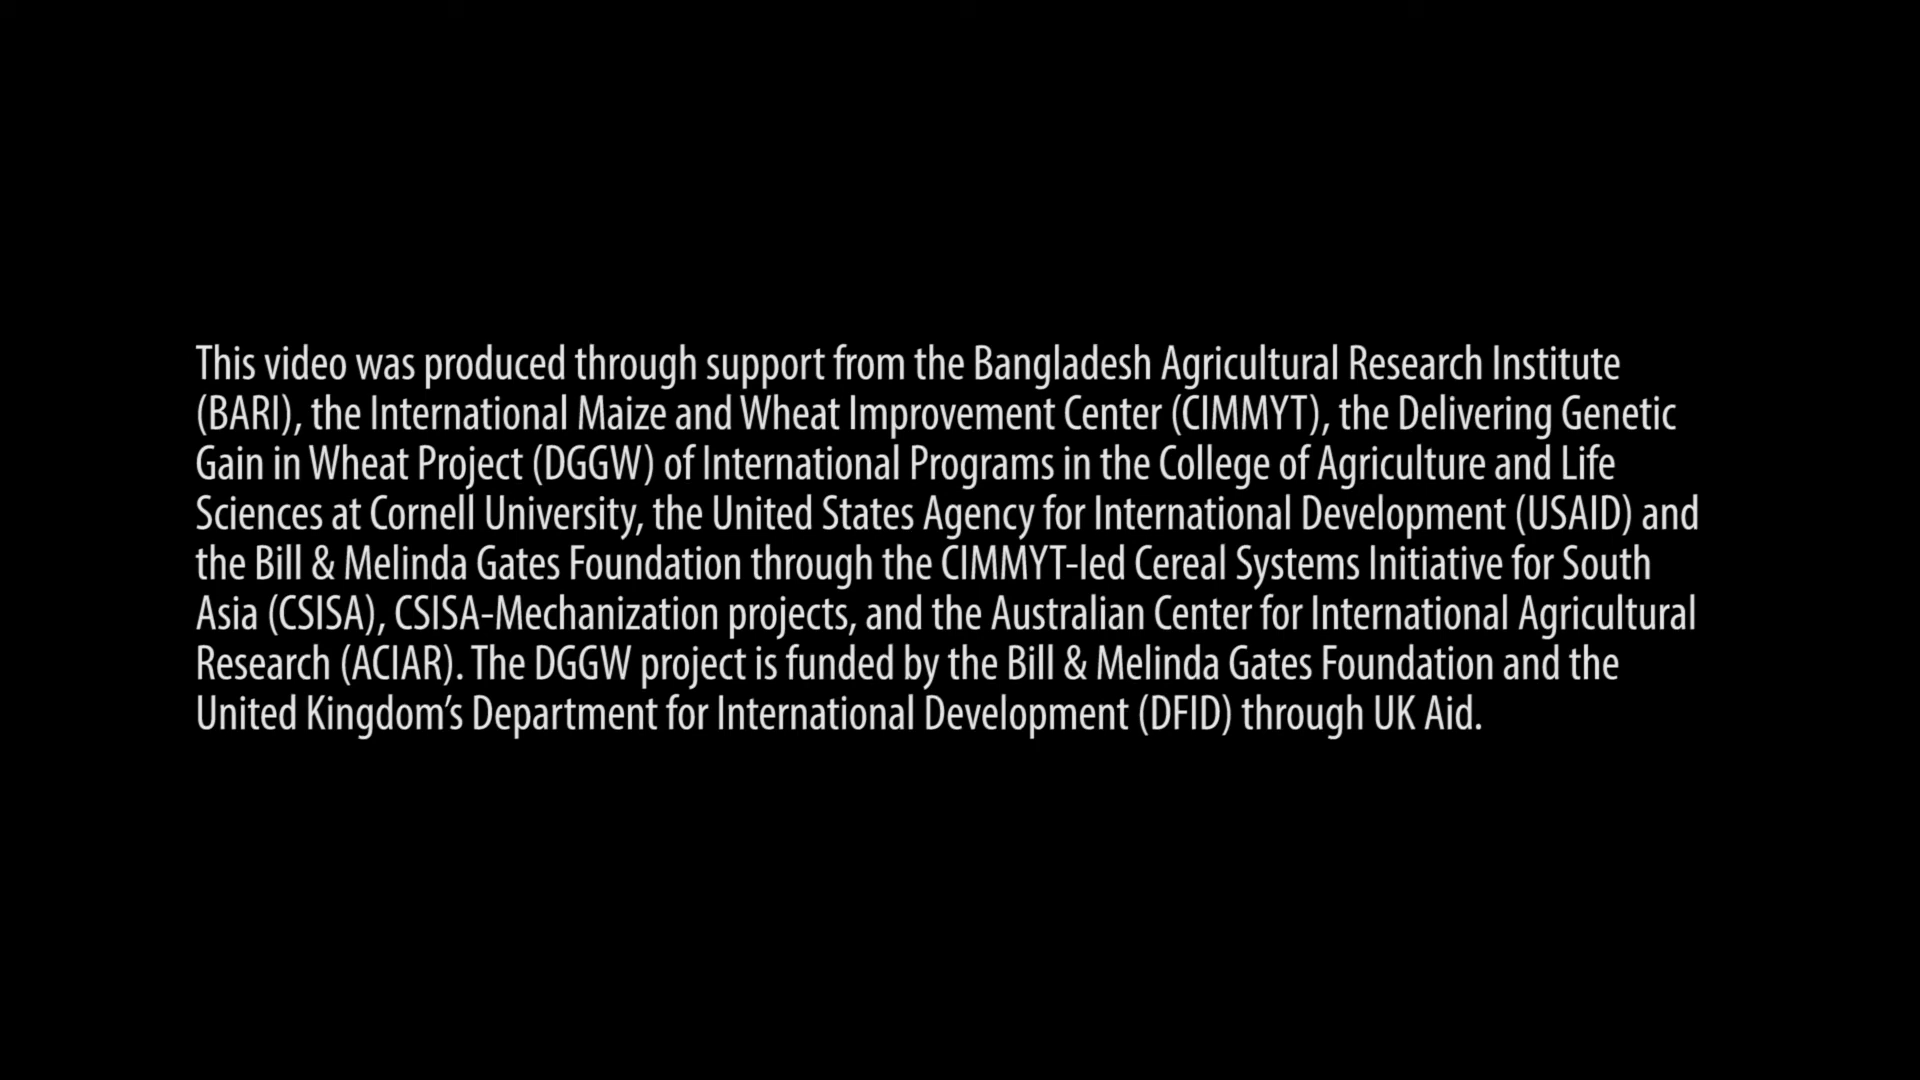 This video was produced through support from the Bangladesh Agricultural Research Institute
(BARI), the International Maize and Wheat Improvement Center (CIMMYT), the Delivering Genetic
Gain in Wheat Project (DGGW) of International Programs in the College of Agriculture and Life
Sciences at Cornell University, the United States Agency for International Development (USAID) and
the Bill & Melinda Gates Foundation through the CIMMYT-led Cereal Systems Initiative for South
Asia (CSISA), CSISA-Mechanization projects, and the Australian Center for International Agricultural
Research (ACIAR). The DGGW project is funded by the Bill & Melinda Gates Foundation and the
United Kingdom’s Department for International Development (DFID) through UK Aid.